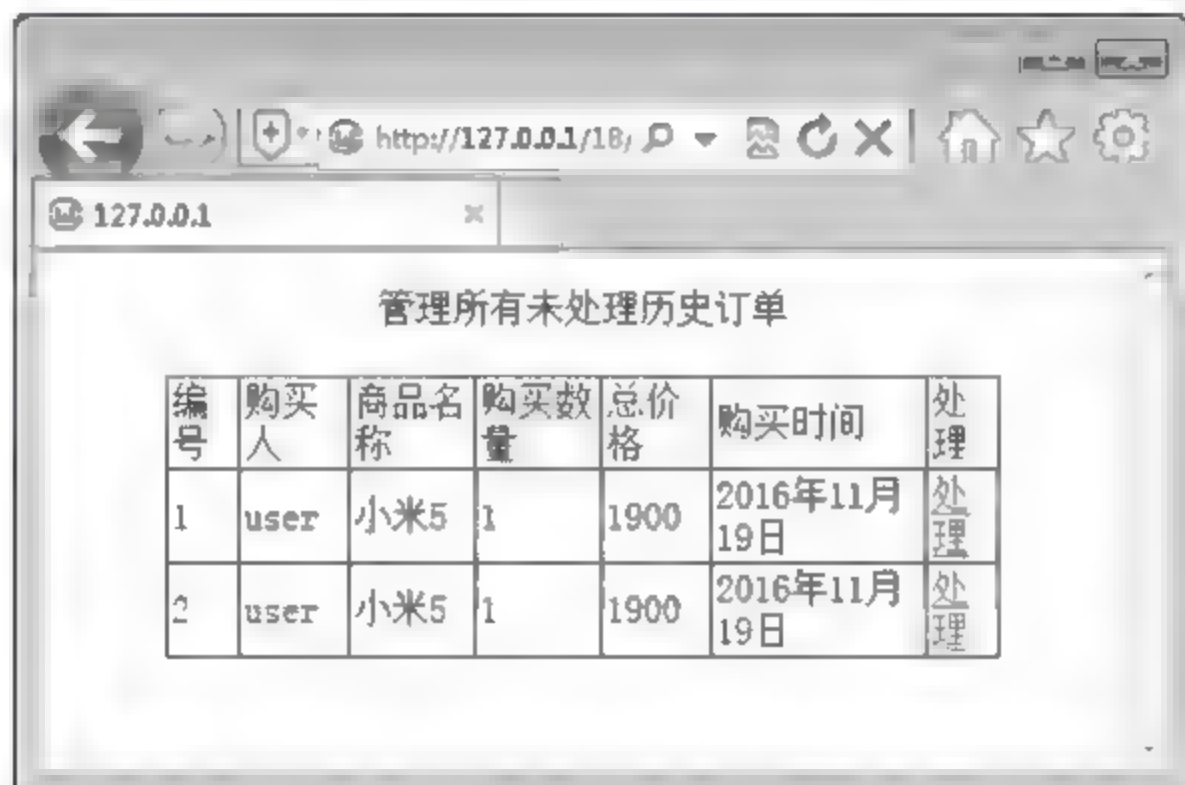 http://127.0.0.1/18/
127.0.0.1
管理所有未处理历史订单
编号 购买人 商品名称 购买数量 总价格 购买时间 处理
1 user 小米5 1 1900 2016年11月19日 处理
2 user 小米5 1 1900 2016年11月19日 处理